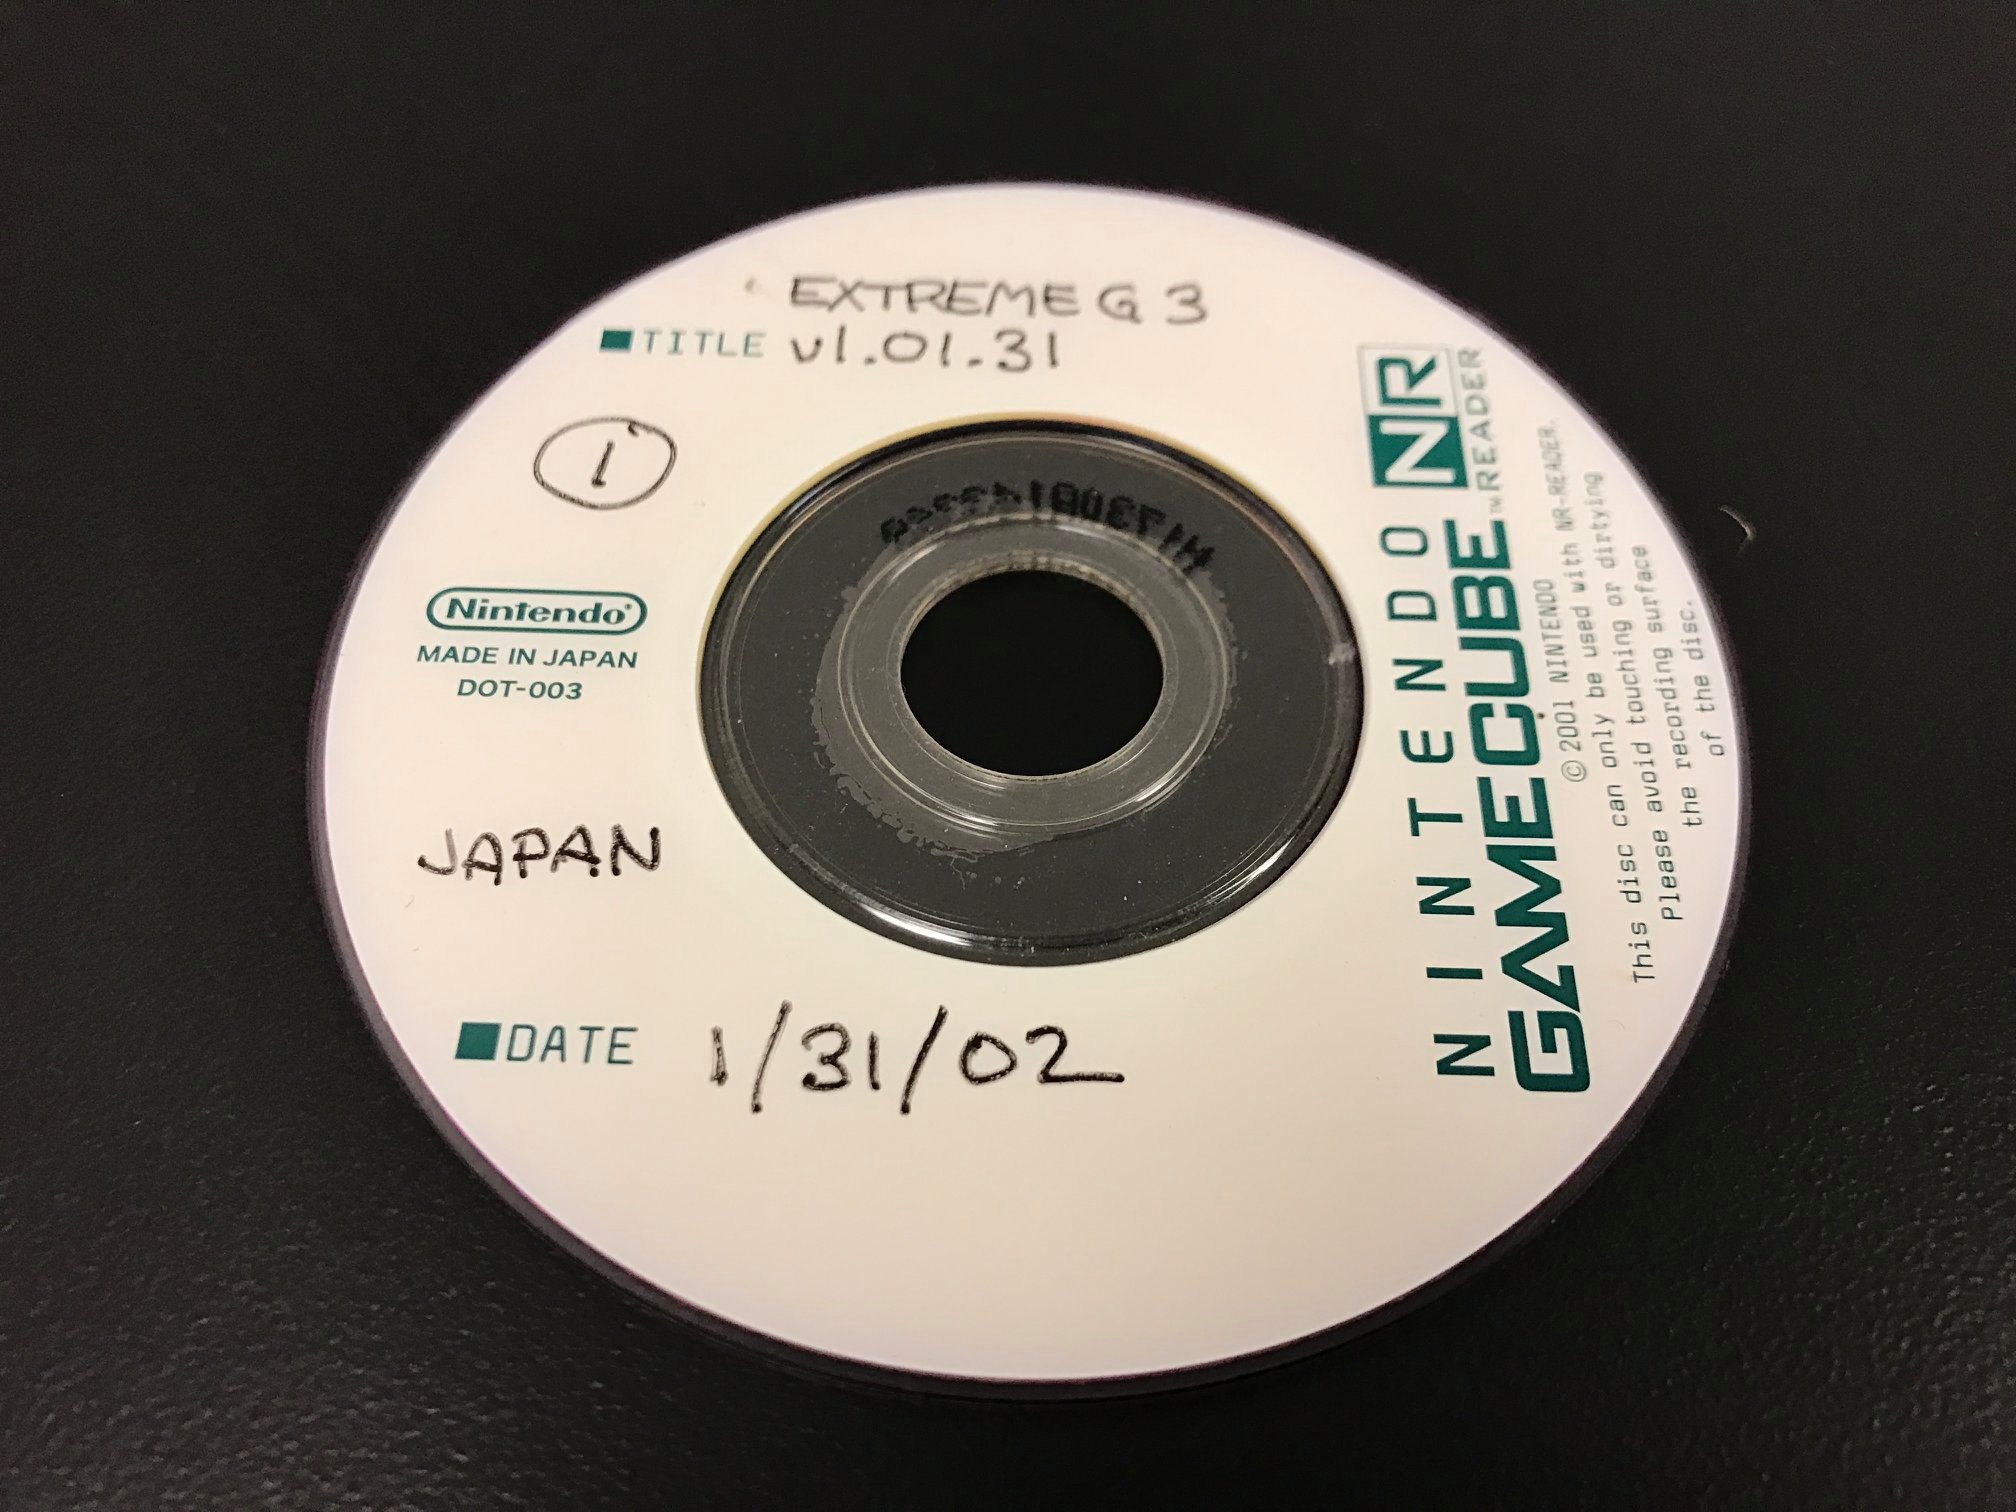 EXTREME G 3
TITLE v1.01.31
1
Nintendo®
MADE IN JAPAN
DOT-003
JAPAN
DATE 1/31/02
NINTENDO
GAMECUBE™
NR
READER
©2001 NINTENDO
This disc can only be used with NR-READER.
Please avoid touching or dirtying
the recording surface
of the disc.